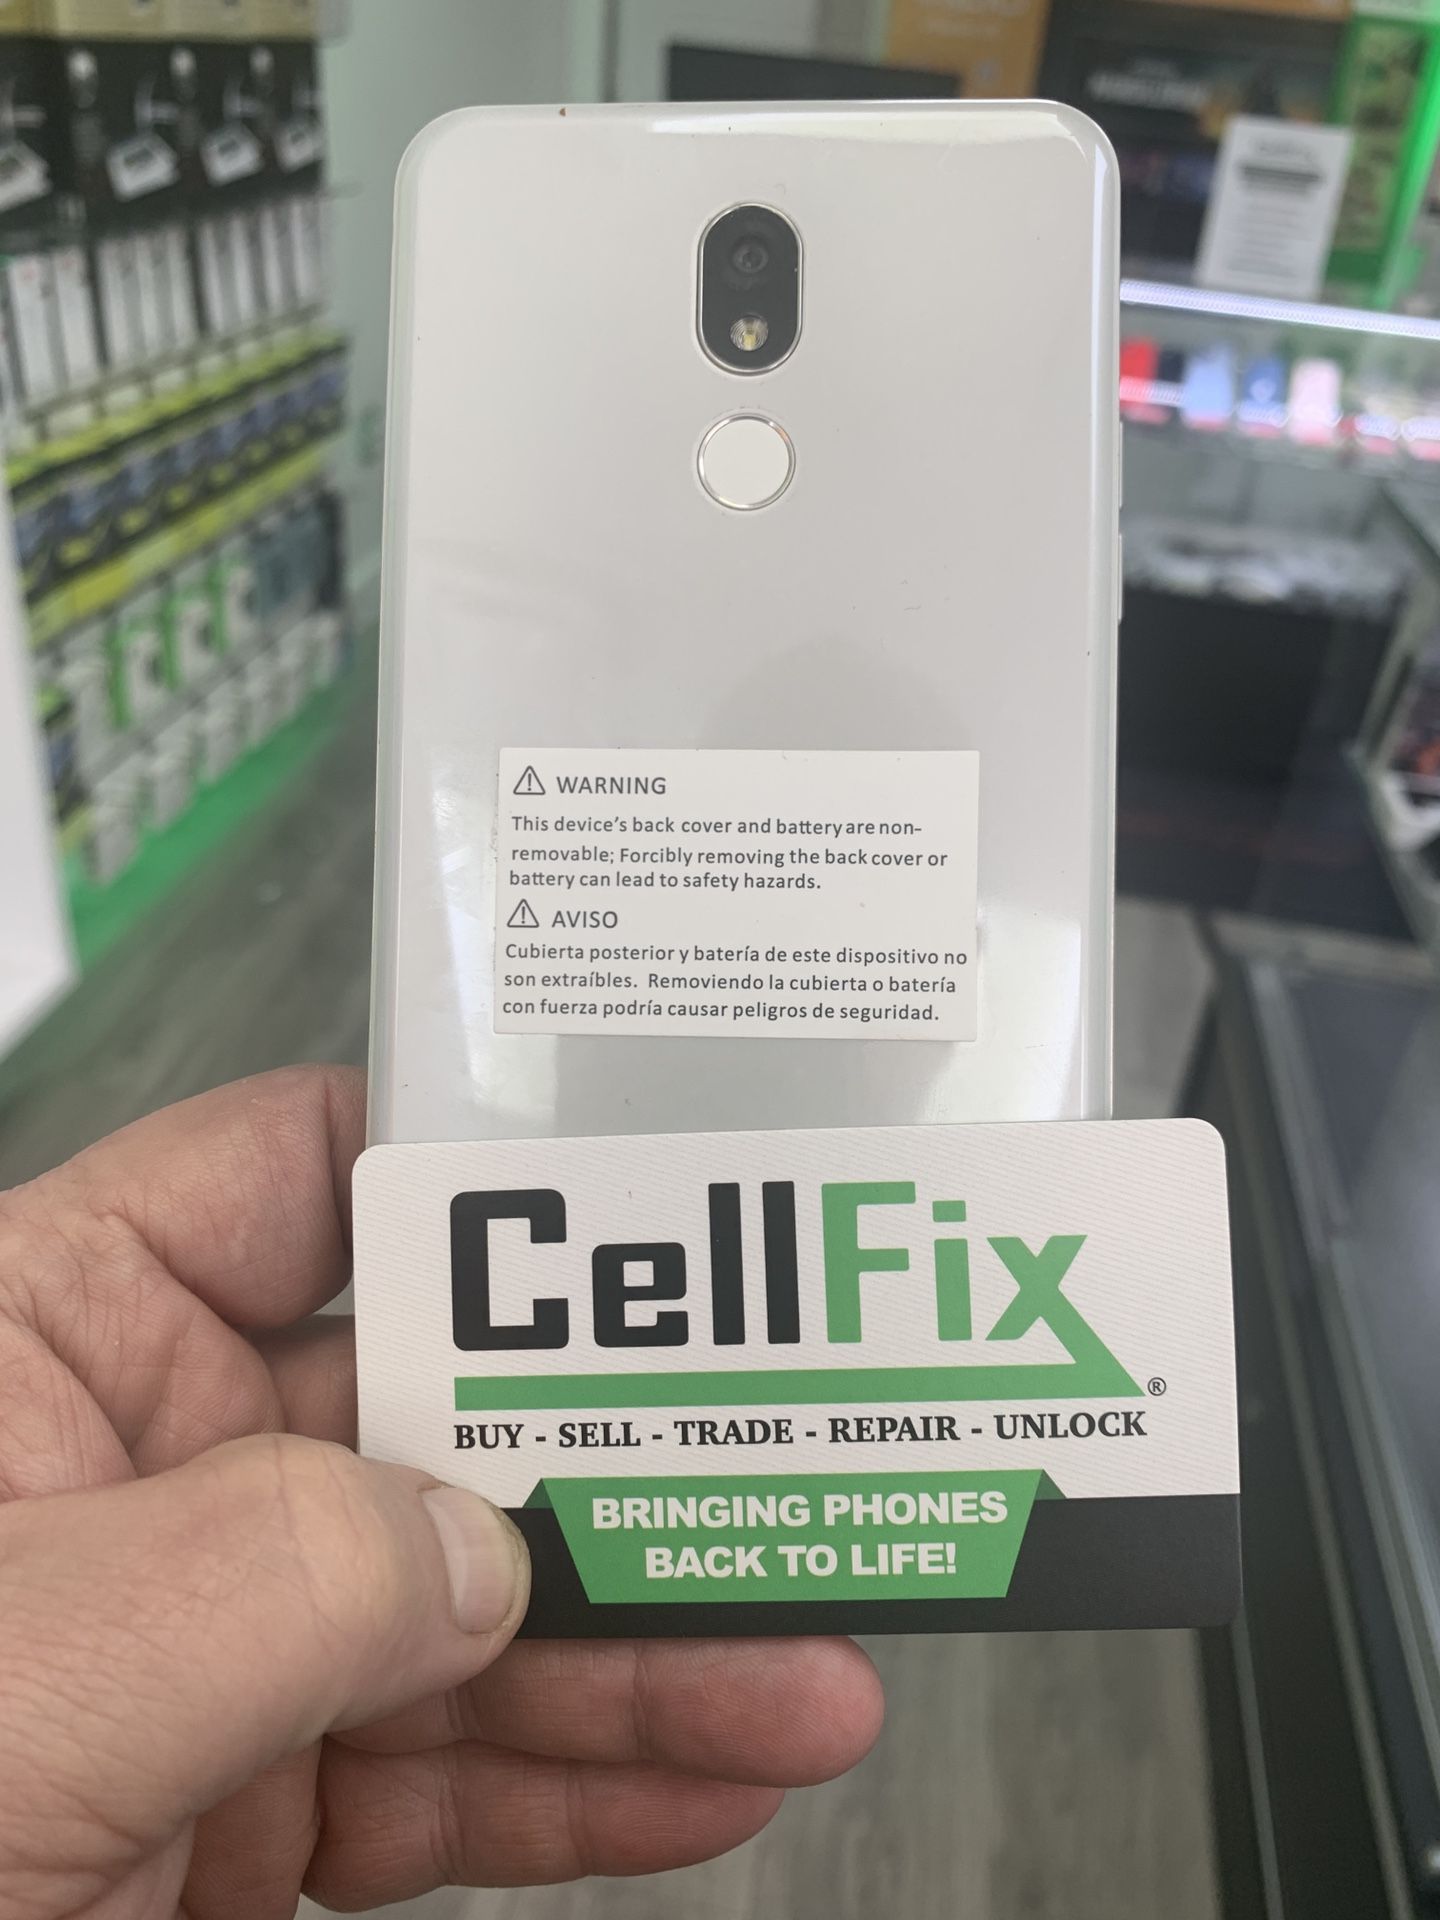 WARNING
This device's back cover and battery are non-
removable; Forcibly removing the back cover or
battery can lead to safety hazards.
AVISO
Cubierta posterior y batería de este dispositivo no
son extraíbles. Removiendo la cubierta o batería
con fuerza podría causar peligros de seguridad.
CellFix®
BUY - SELL - TRADE - REPAIR - UNLOCK
BRINGING PHONES
BACK TO LIFE!